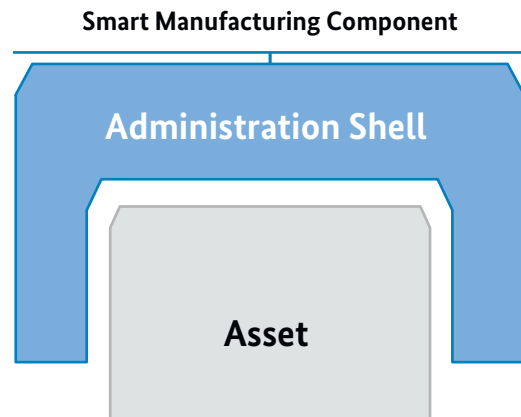 Smart Manufacturing Component
Administration Shell
Asset